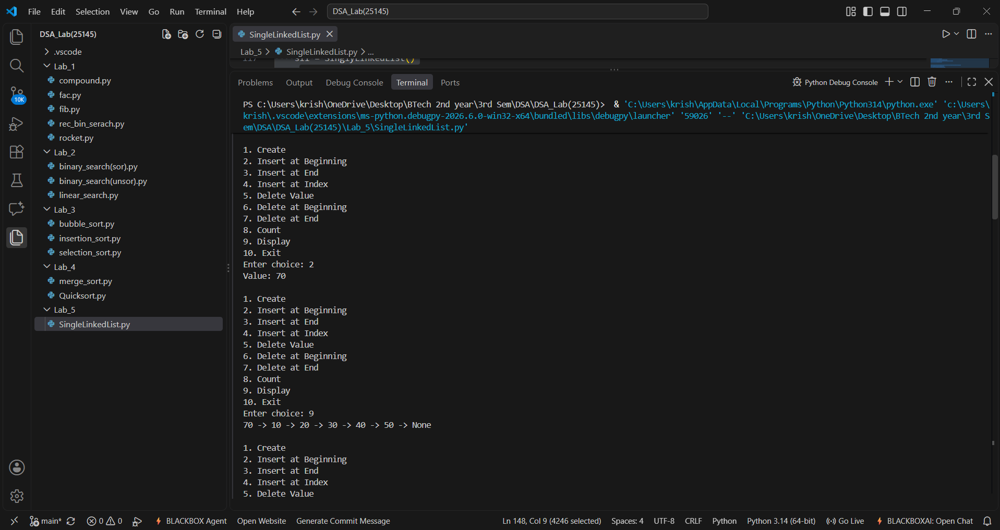 File Edit Selection View Go Run Terminal Help
DSA_Lab(25145)
DSA_Lab(25145)
.vscode
Lab_1
compound.py
fac.py
fib.py
rec_bin_serach.py
rocket.py
Lab_2
binary_search(sor).py
binary_search(unsor).py
linear_search.py
Lab_3
bubble_sort.py
insertion_sort.py
selection_sort.py
Lab_4
merge_sort.py
Quicksort.py
Lab_5
SingleLinkedList.py
10K
SingleLinkedList.py
Lab_5 > SingleLinkedList.py > ...
117 sll = SinglyLinkedList()
Problems Output Debug Console Terminal Ports
Python Debug Console
PS C:\Users\krish\OneDrive\Desktop\BTech 2nd year\3rd Sem\DSA\DSA_Lab(25145)> & 'C:\Users\krish\AppData\Local\Programs\Python\Python314\python.exe' 'c:\Users\
krish\.vscode\extensions\ms-python.debugpy-2026.6.0-win32-x64\bundled\libs\debugpy\launcher' '59026' '--' 'C:\Users\krish\OneDrive\Desktop\BTech 2nd year\3rd S
em\DSA\DSA_Lab(25145)\Lab_5\SingleLinkedList.py'
1. Create
2. Insert at Beginning
3. Insert at End
4. Insert at Index
5. Delete Value
6. Delete at Beginning
7. Delete at End
8. Count
9. Display
10. Exit
Enter choice: 2
Value: 70
1. Create
2. Insert at Beginning
3. Insert at End
4. Insert at Index
5. Delete Value
6. Delete at Beginning
7. Delete at End
8. Count
9. Display
10. Exit
Enter choice: 9
70 -> 10 -> 20 -> 30 -> 40 -> 50 -> None
1. Create
2. Insert at Beginning
3. Insert at End
4. Insert at Index
5. Delete Value
main* 0 0 BLACKBOX Agent Open Website Generate Commit Message Ln 148, Col 9 (4246 selected) Spaces: 4 UTF-8 CRLF Python Python 3.14 (64-bit) Go Live BLACKBOXAI: Open Chat